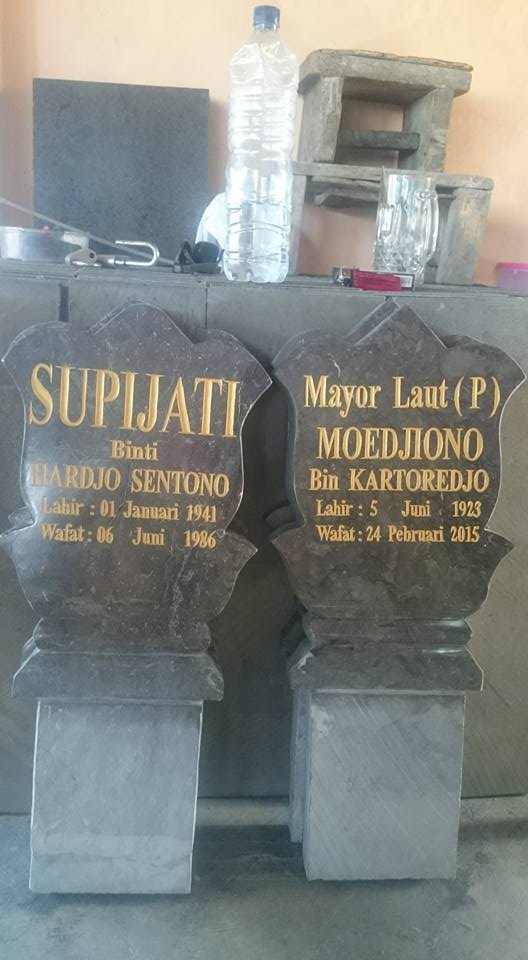 SUPIJATI
Binti
HARDJO SENTONO
Lahir : 01 Januari 1941
Wafat : 06 Juni 1986
Mayor Laut (P)
MOEDJIONO
Bin KARTOREDJO
Lahir : 5 Juni 1923
Wafat : 24 Pebruari 2015